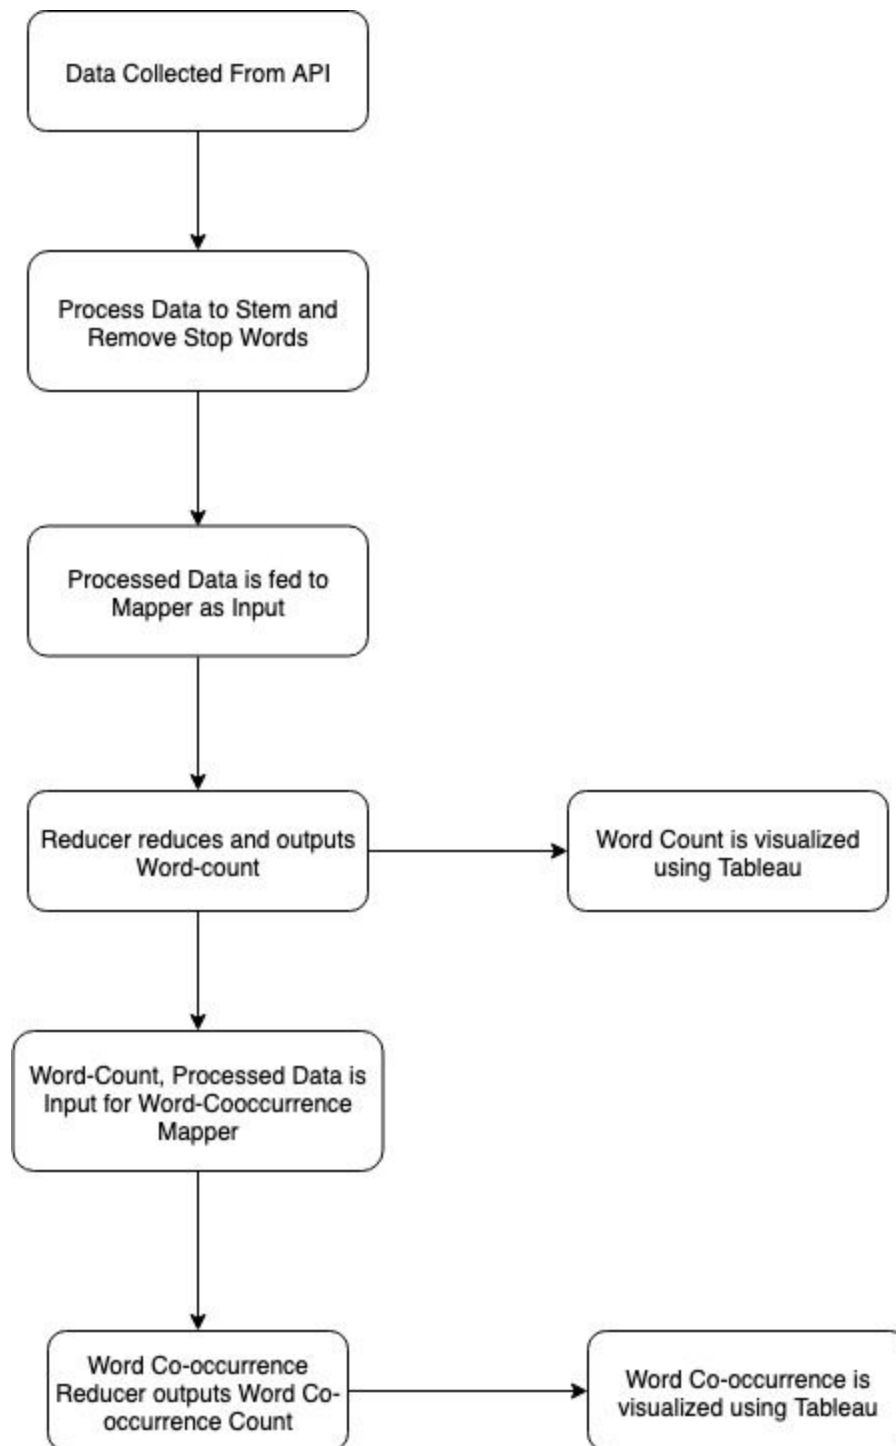 Data Collected From API
Process Data to Stem and
Remove Stop Words
Processed Data is fed to
Mapper as Input
Reducer reduces and outputs
Word-count
Word Count is visualized
using Tableau
Word-Count, Processed Data is
Input for Word-Cooccurrence
Mapper
Word Co-occurrence
Reducer outputs Word Co-
occurrence Count
Word Co-occurrence is
visualized using Tableau